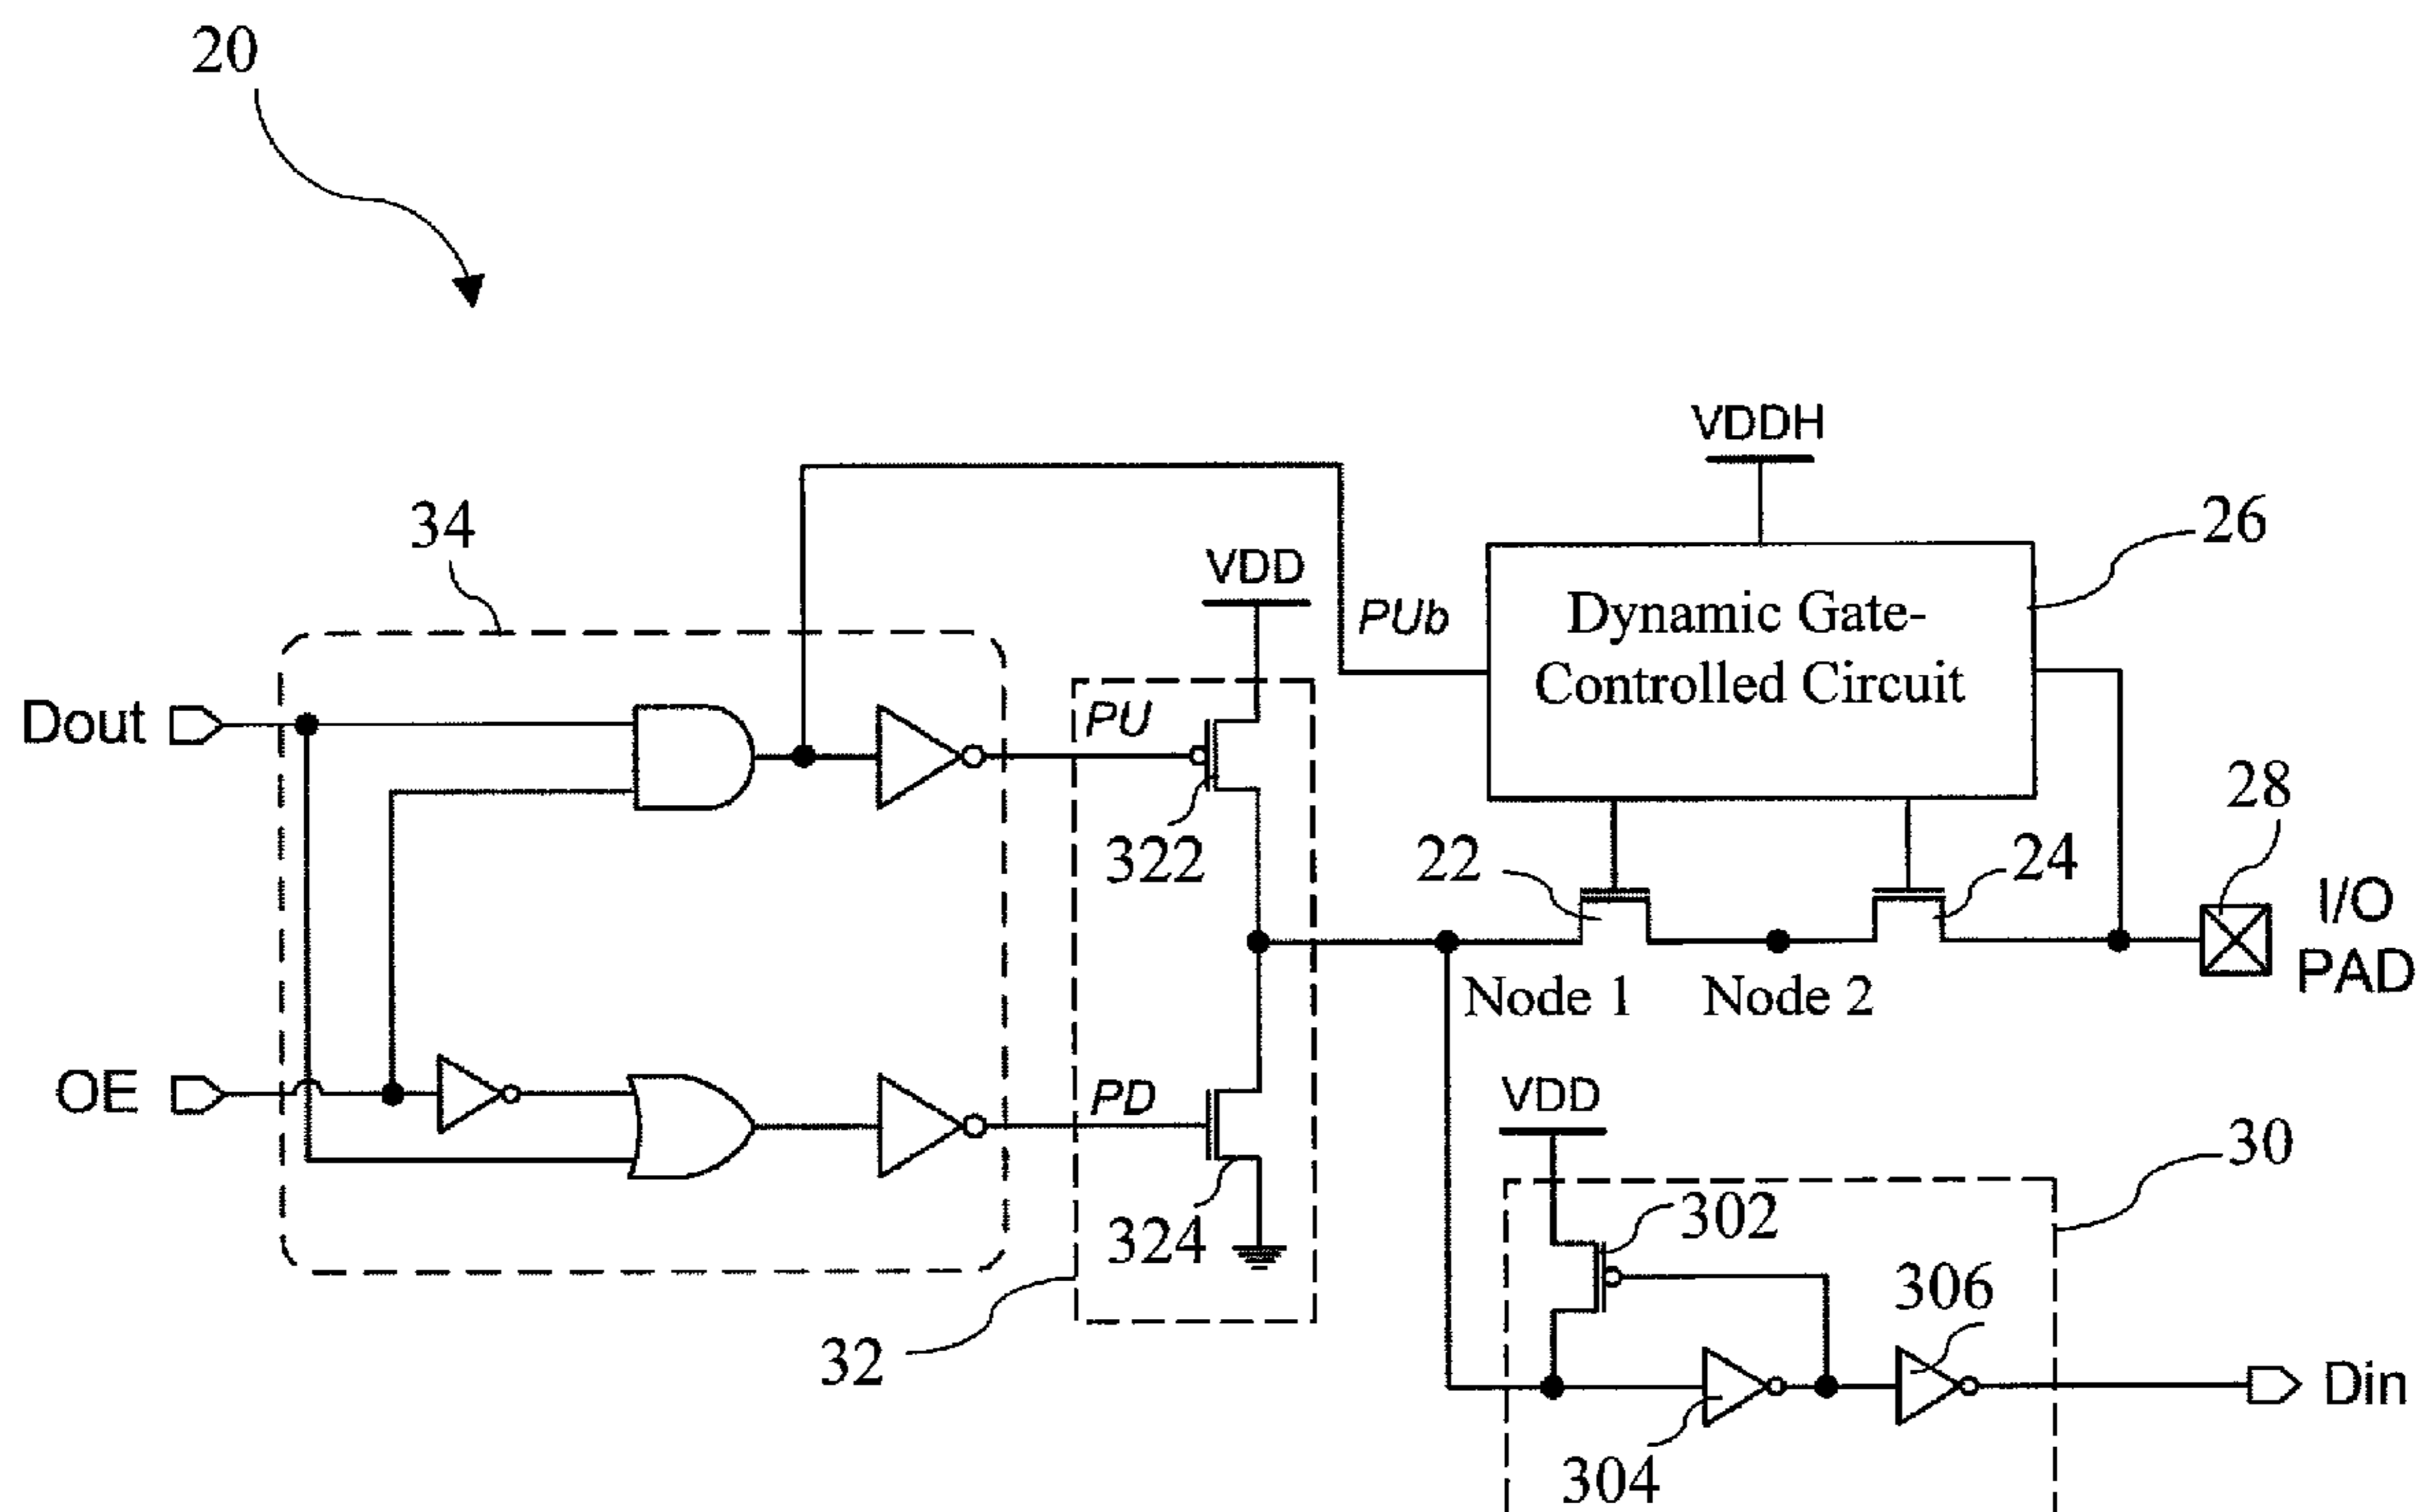 20
VDDH
34
26
VDD
PUb
Dynamic Gate-
Controlled Circuit
Dout
PU
28
322
22
24
I/O
PAD
Node 1
Node 2
OE
PD
VDD
30
324
302
306
32
Din
304